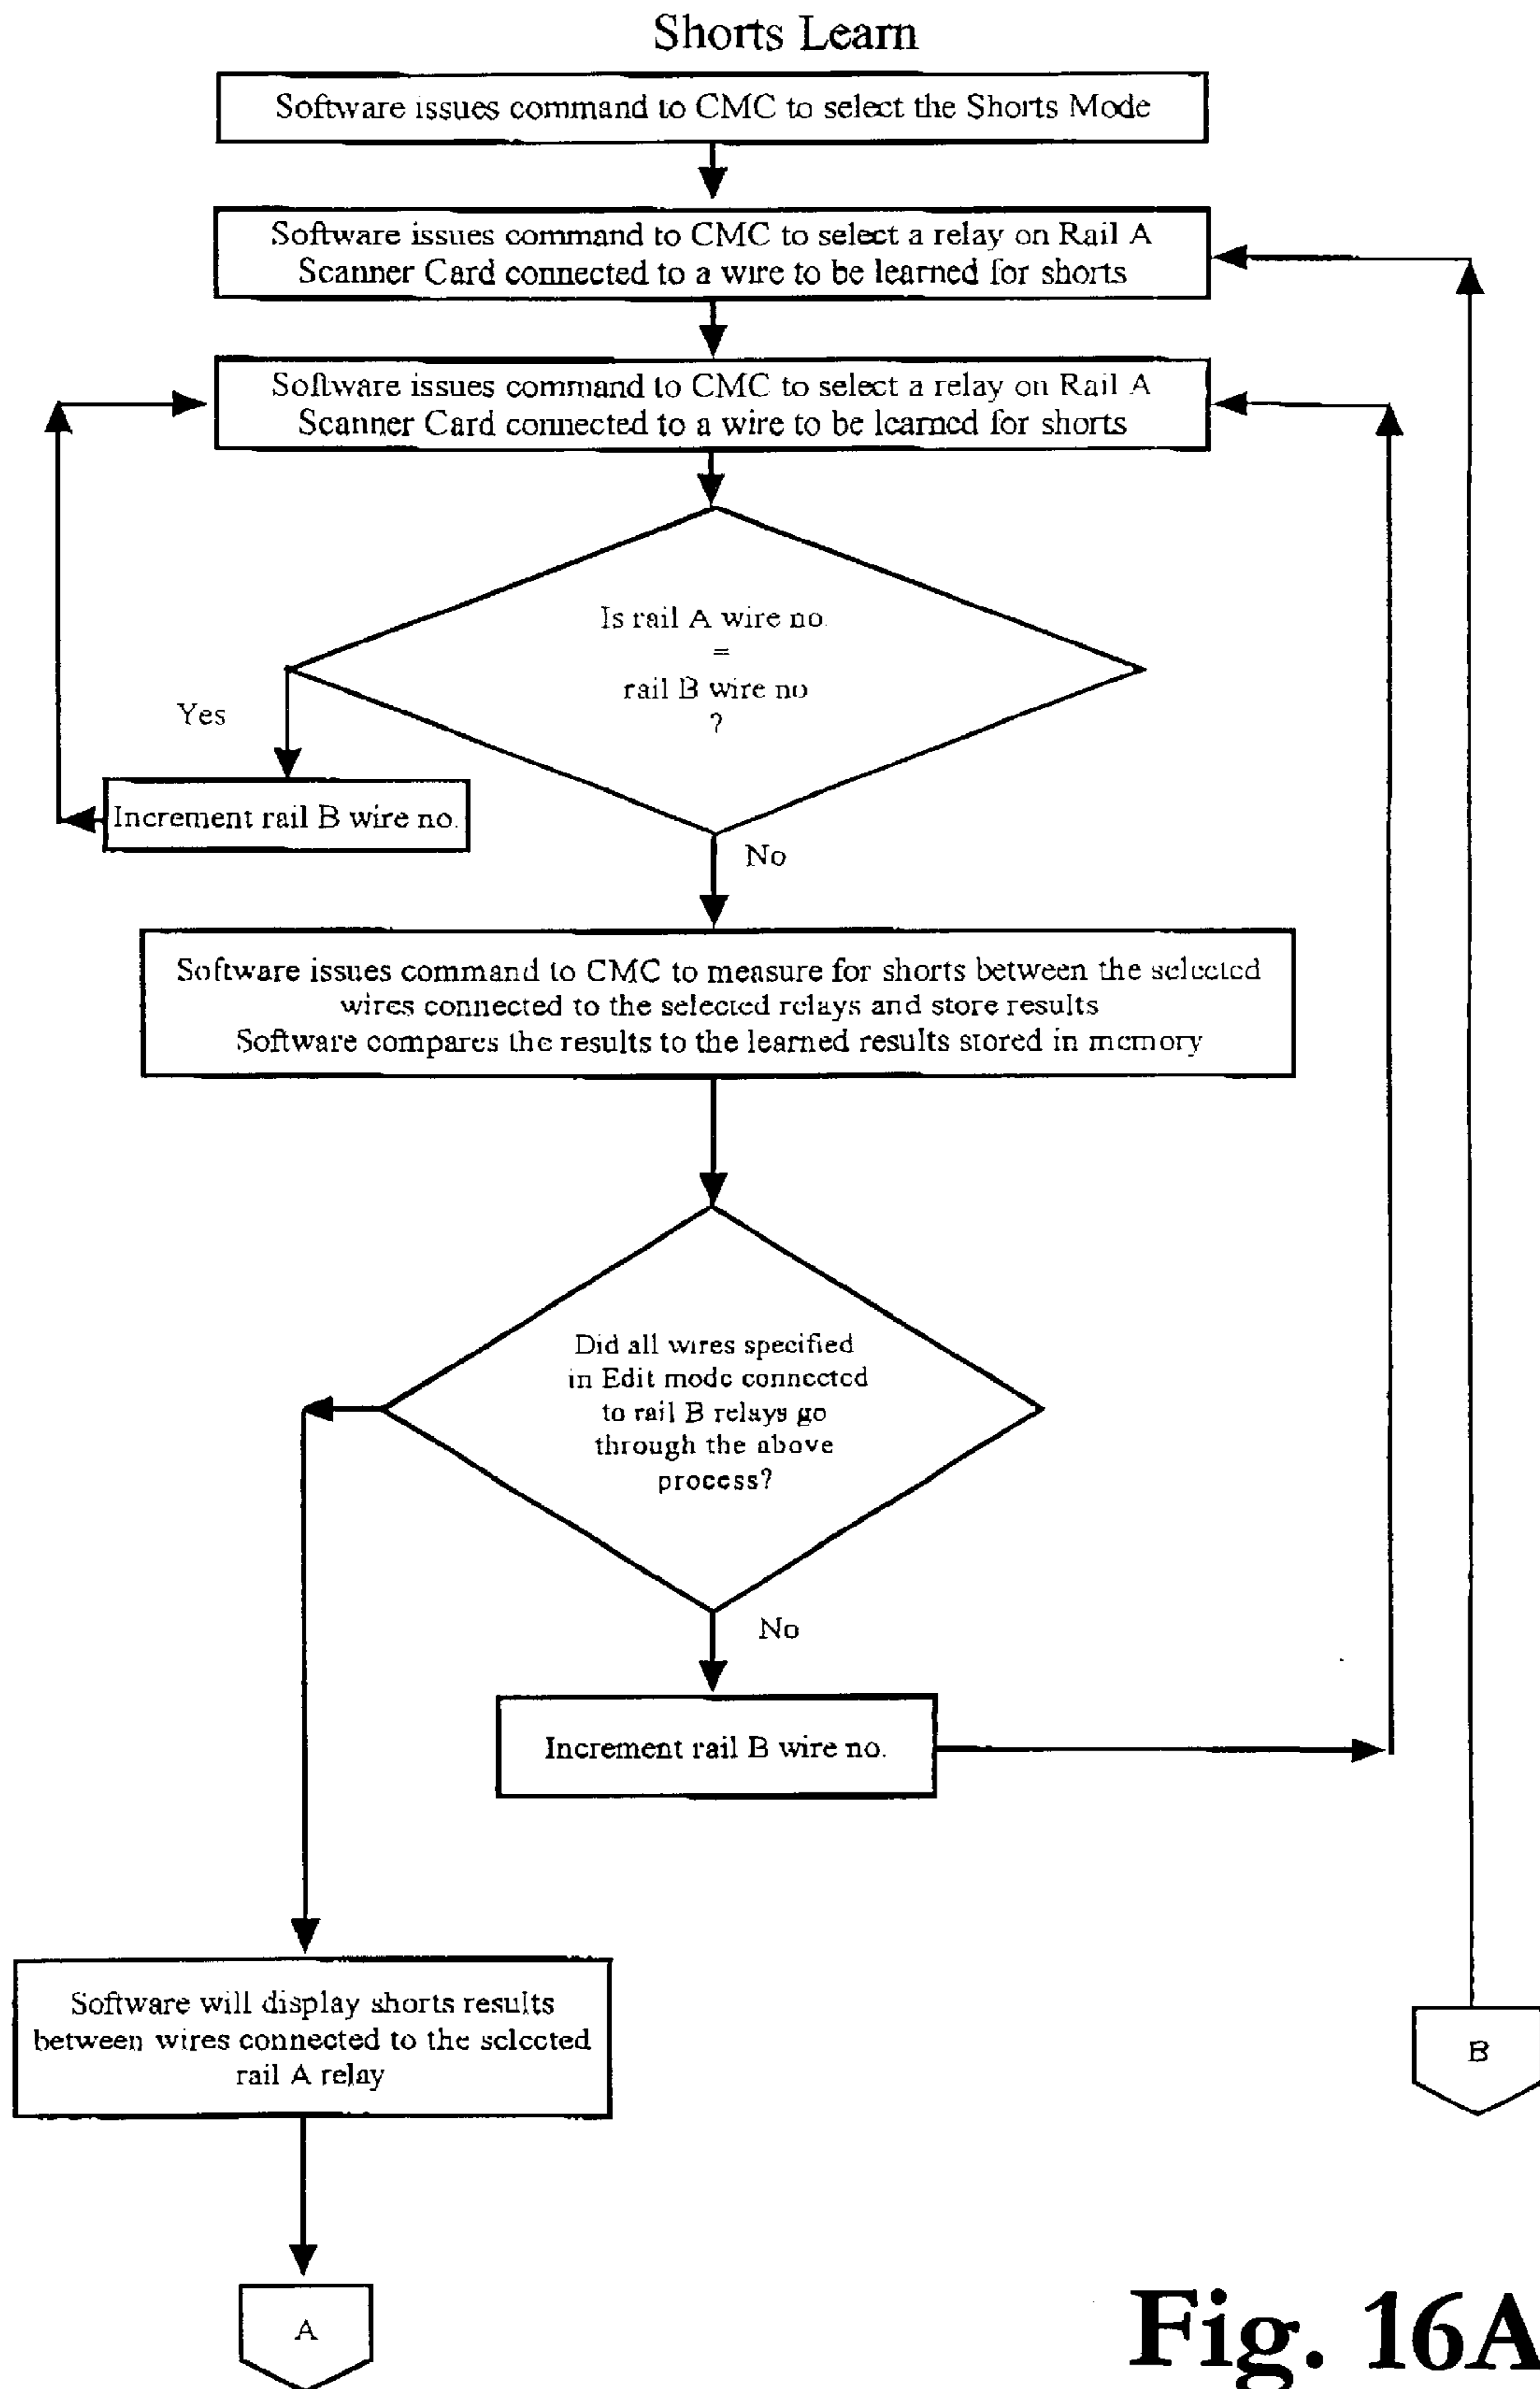 Shorts Learn
Software issues command to CMC to select the Shorts Mode
Software issues command to CMC to select a relay on Rail A
Scanner Card connected to a wire to be learned for shorts
Software issues command to CMC to select a relay on Rail A
Scanner Card connected to a wire to be learned for shorts
Is rail A wire no.
=
rail B wire no
?
Yes
Increment rail B wire no.
No
Software issues command to CMC to measure for shorts between the selected
wires connected to the selected relays and store results
Software compares the results to the learned results stored in memory
Did all wires specified
in Edit mode connected
to rail B relays go
through the above
process?
No
Increment rail B wire no.
Software will display shorts results
between wires connected to the selected
rail A relay
B
A
Fig. 16A